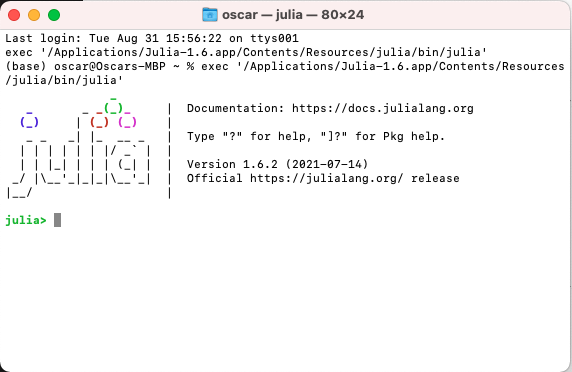 oscar — julia — 80×24
Last login: Tue Aug 31 15:56:22 on ttys001
exec '/Applications/Julia-1.6.app/Contents/Resources/julia/bin/julia'
(base) oscar@Oscars-MBP ~ % exec '/Applications/Julia-1.6.app/Contents/Resources
/julia/bin/julia'
               _
   _       _ _(_)_     |  Documentation: https://docs.julialang.org
  (_)     | (_) (_)    |
   _ _   _| |_  __ _   |  Type "?" for help, "]?" for Pkg help.
  | | | | | | |/ _` |  |
  | | |_| | | | (_| |  |  Version 1.6.2 (2021-07-14)
 _/ |\__'_|_|_|\__'_|  |  Official https://julialang.org/ release
|__/                   |
julia>